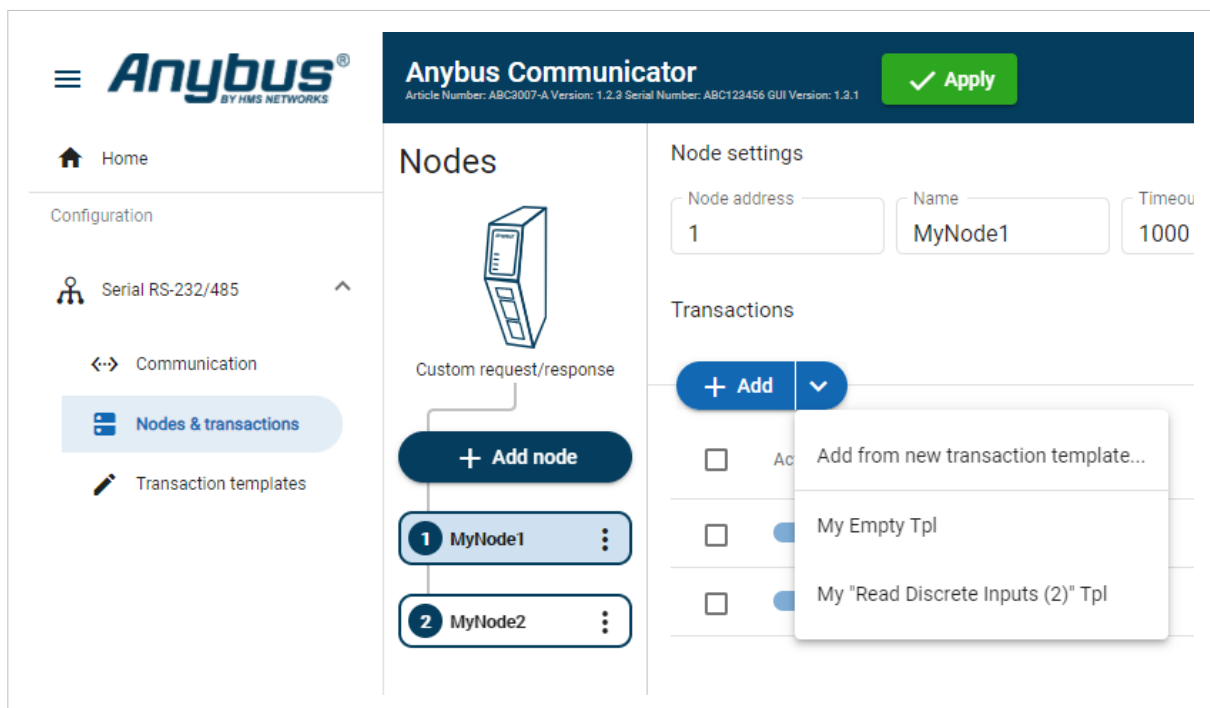 Anybus®
BY HMS NETWORKS
Anybus Communicator
Article Number: ABC3007-A Version: 1.2.3 Serial Number: ABC123456 GUI Version: 1.3.1
Apply
Home
Configuration
Serial RS-232/485
Communication
Nodes & transactions
Transaction templates
Nodes
Custom request/response
+ Add node
1 MyNode1
2 MyNode2
Node settings
Node address
1
Name
MyNode1
Timeou
1000
Transactions
+ Add
Ac
Add from new transaction template...
My Empty Tpl
My "Read Discrete Inputs (2)" Tpl